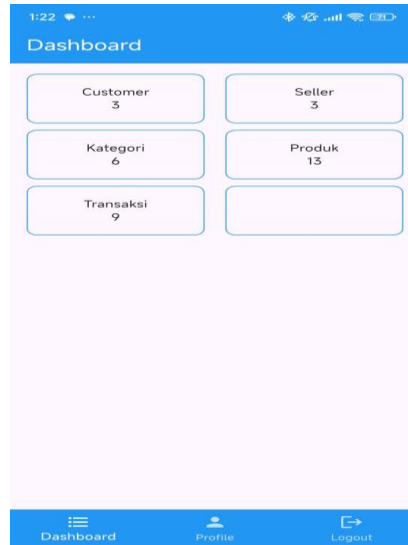 1:22
Dashboard
Customer
3
Seller
3
Kategori
6
Produk
13
Transaksi
9
Dashboard
Profile
Logout